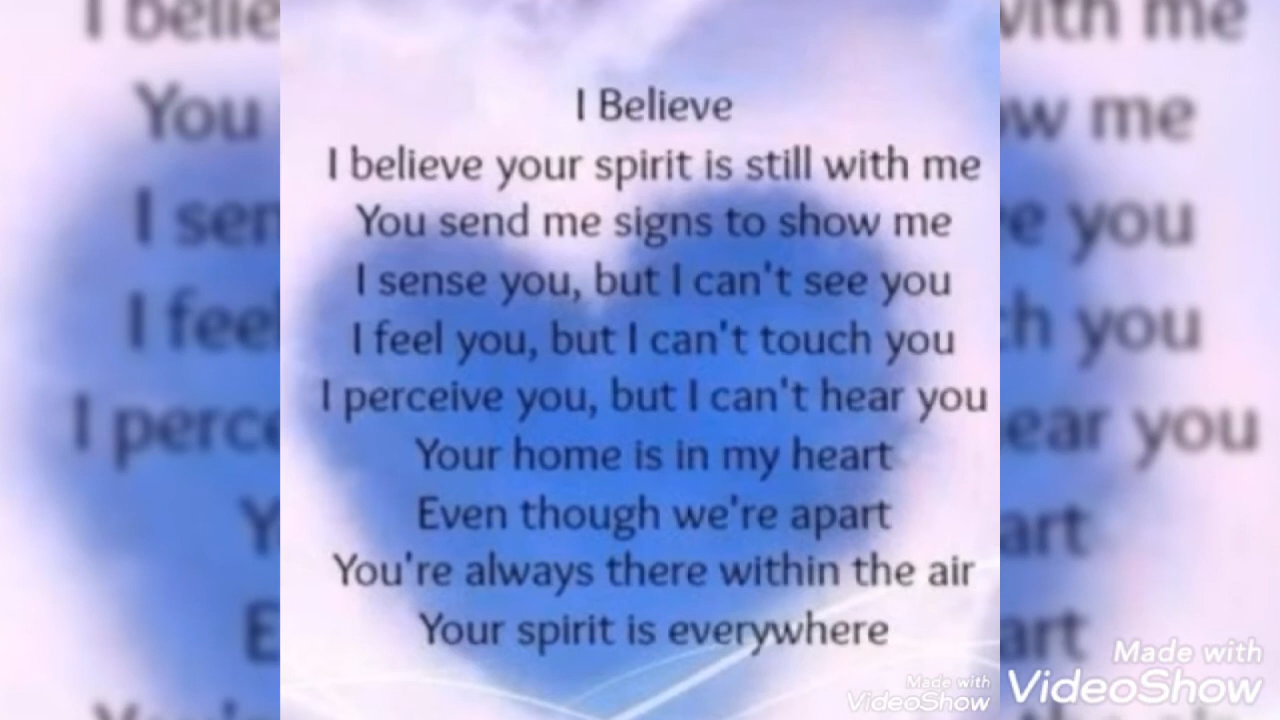 I Believe
I believe your spirit is still with me
You send me signs to show me
I sense you, but I can't see you
I feel you, but I can't touch you
I perceive you, but I can't hear you
Your home is in my heart
Even though we're apart
You're always there within the air
Your spirit is everywhere
Made with
VideoShow
Made with
VideoShow